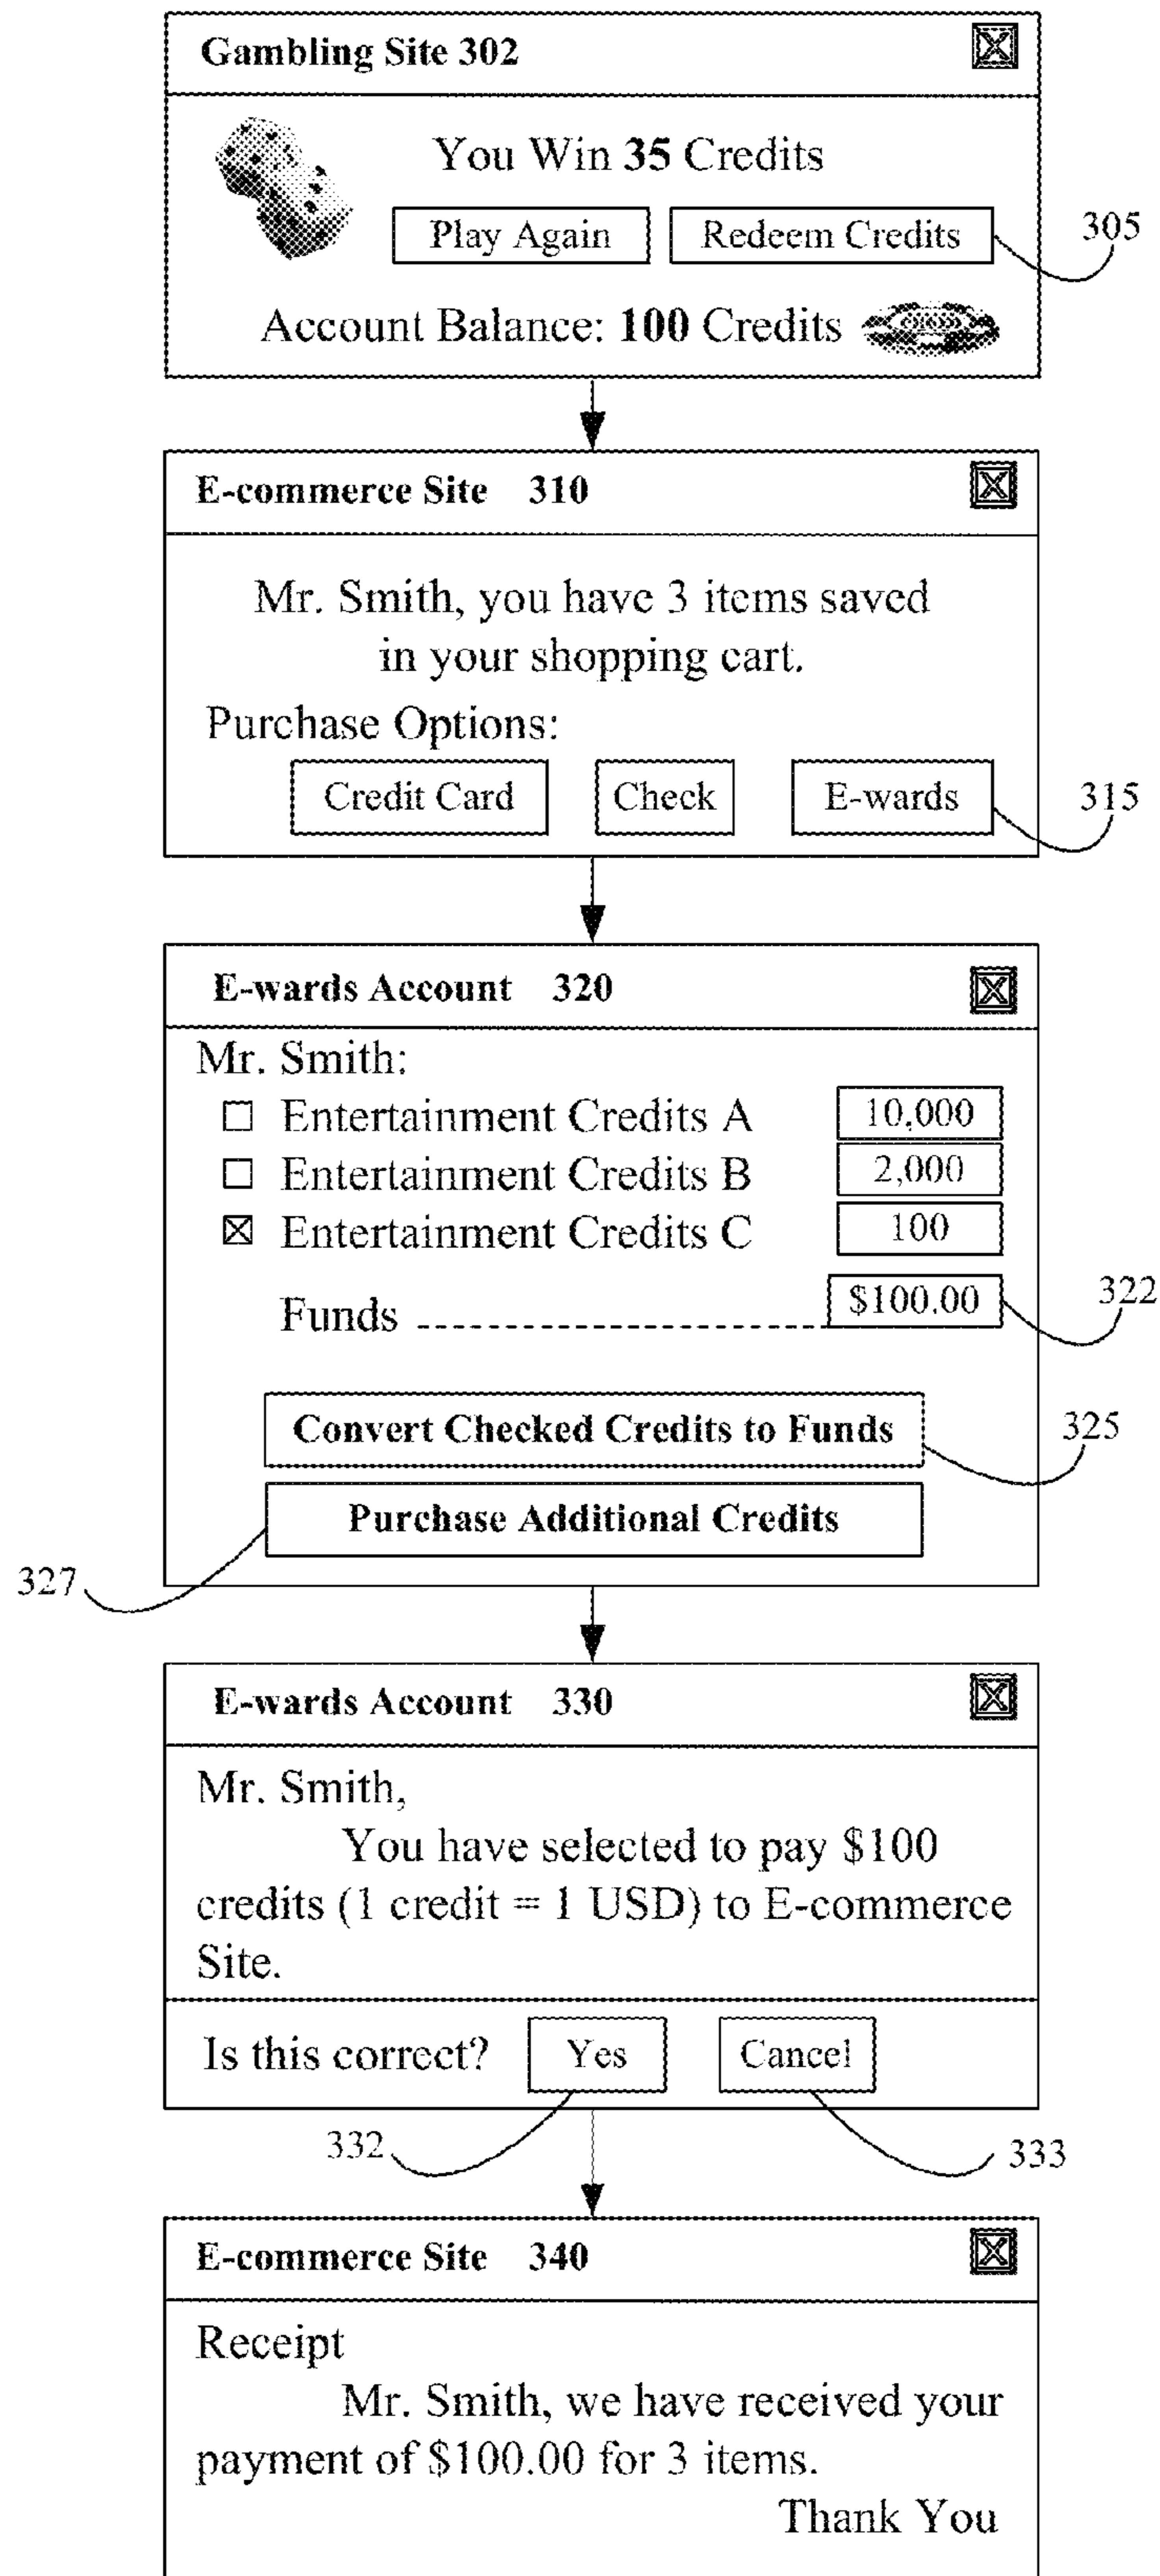 Gambling Site 302
You Win 35 Credits
Play Again Redeem Credits
305
Account Balance: 100 Credits
E-commerce Site 310
Mr. Smith, you have 3 items saved
in your shopping cart.
Purchase Options:
Credit Card Check E-wards
315
E-wards Account 320
Mr. Smith:
Entertainment Credits A 10,000
Entertainment Credits B 2,000
Entertainment Credits C 100
Funds $100.00
322
Convert Checked Credits to Funds
325
Purchase Additional Credits
327
E-wards Account 330
Mr. Smith,
You have selected to pay $100
credits (1 credit = 1 USD) to E-commerce
Site.
Is this correct? Yes Cancel
332 333
E-commerce Site 340
Receipt
Mr. Smith, we have received your
payment of $100.00 for 3 items.
Thank You